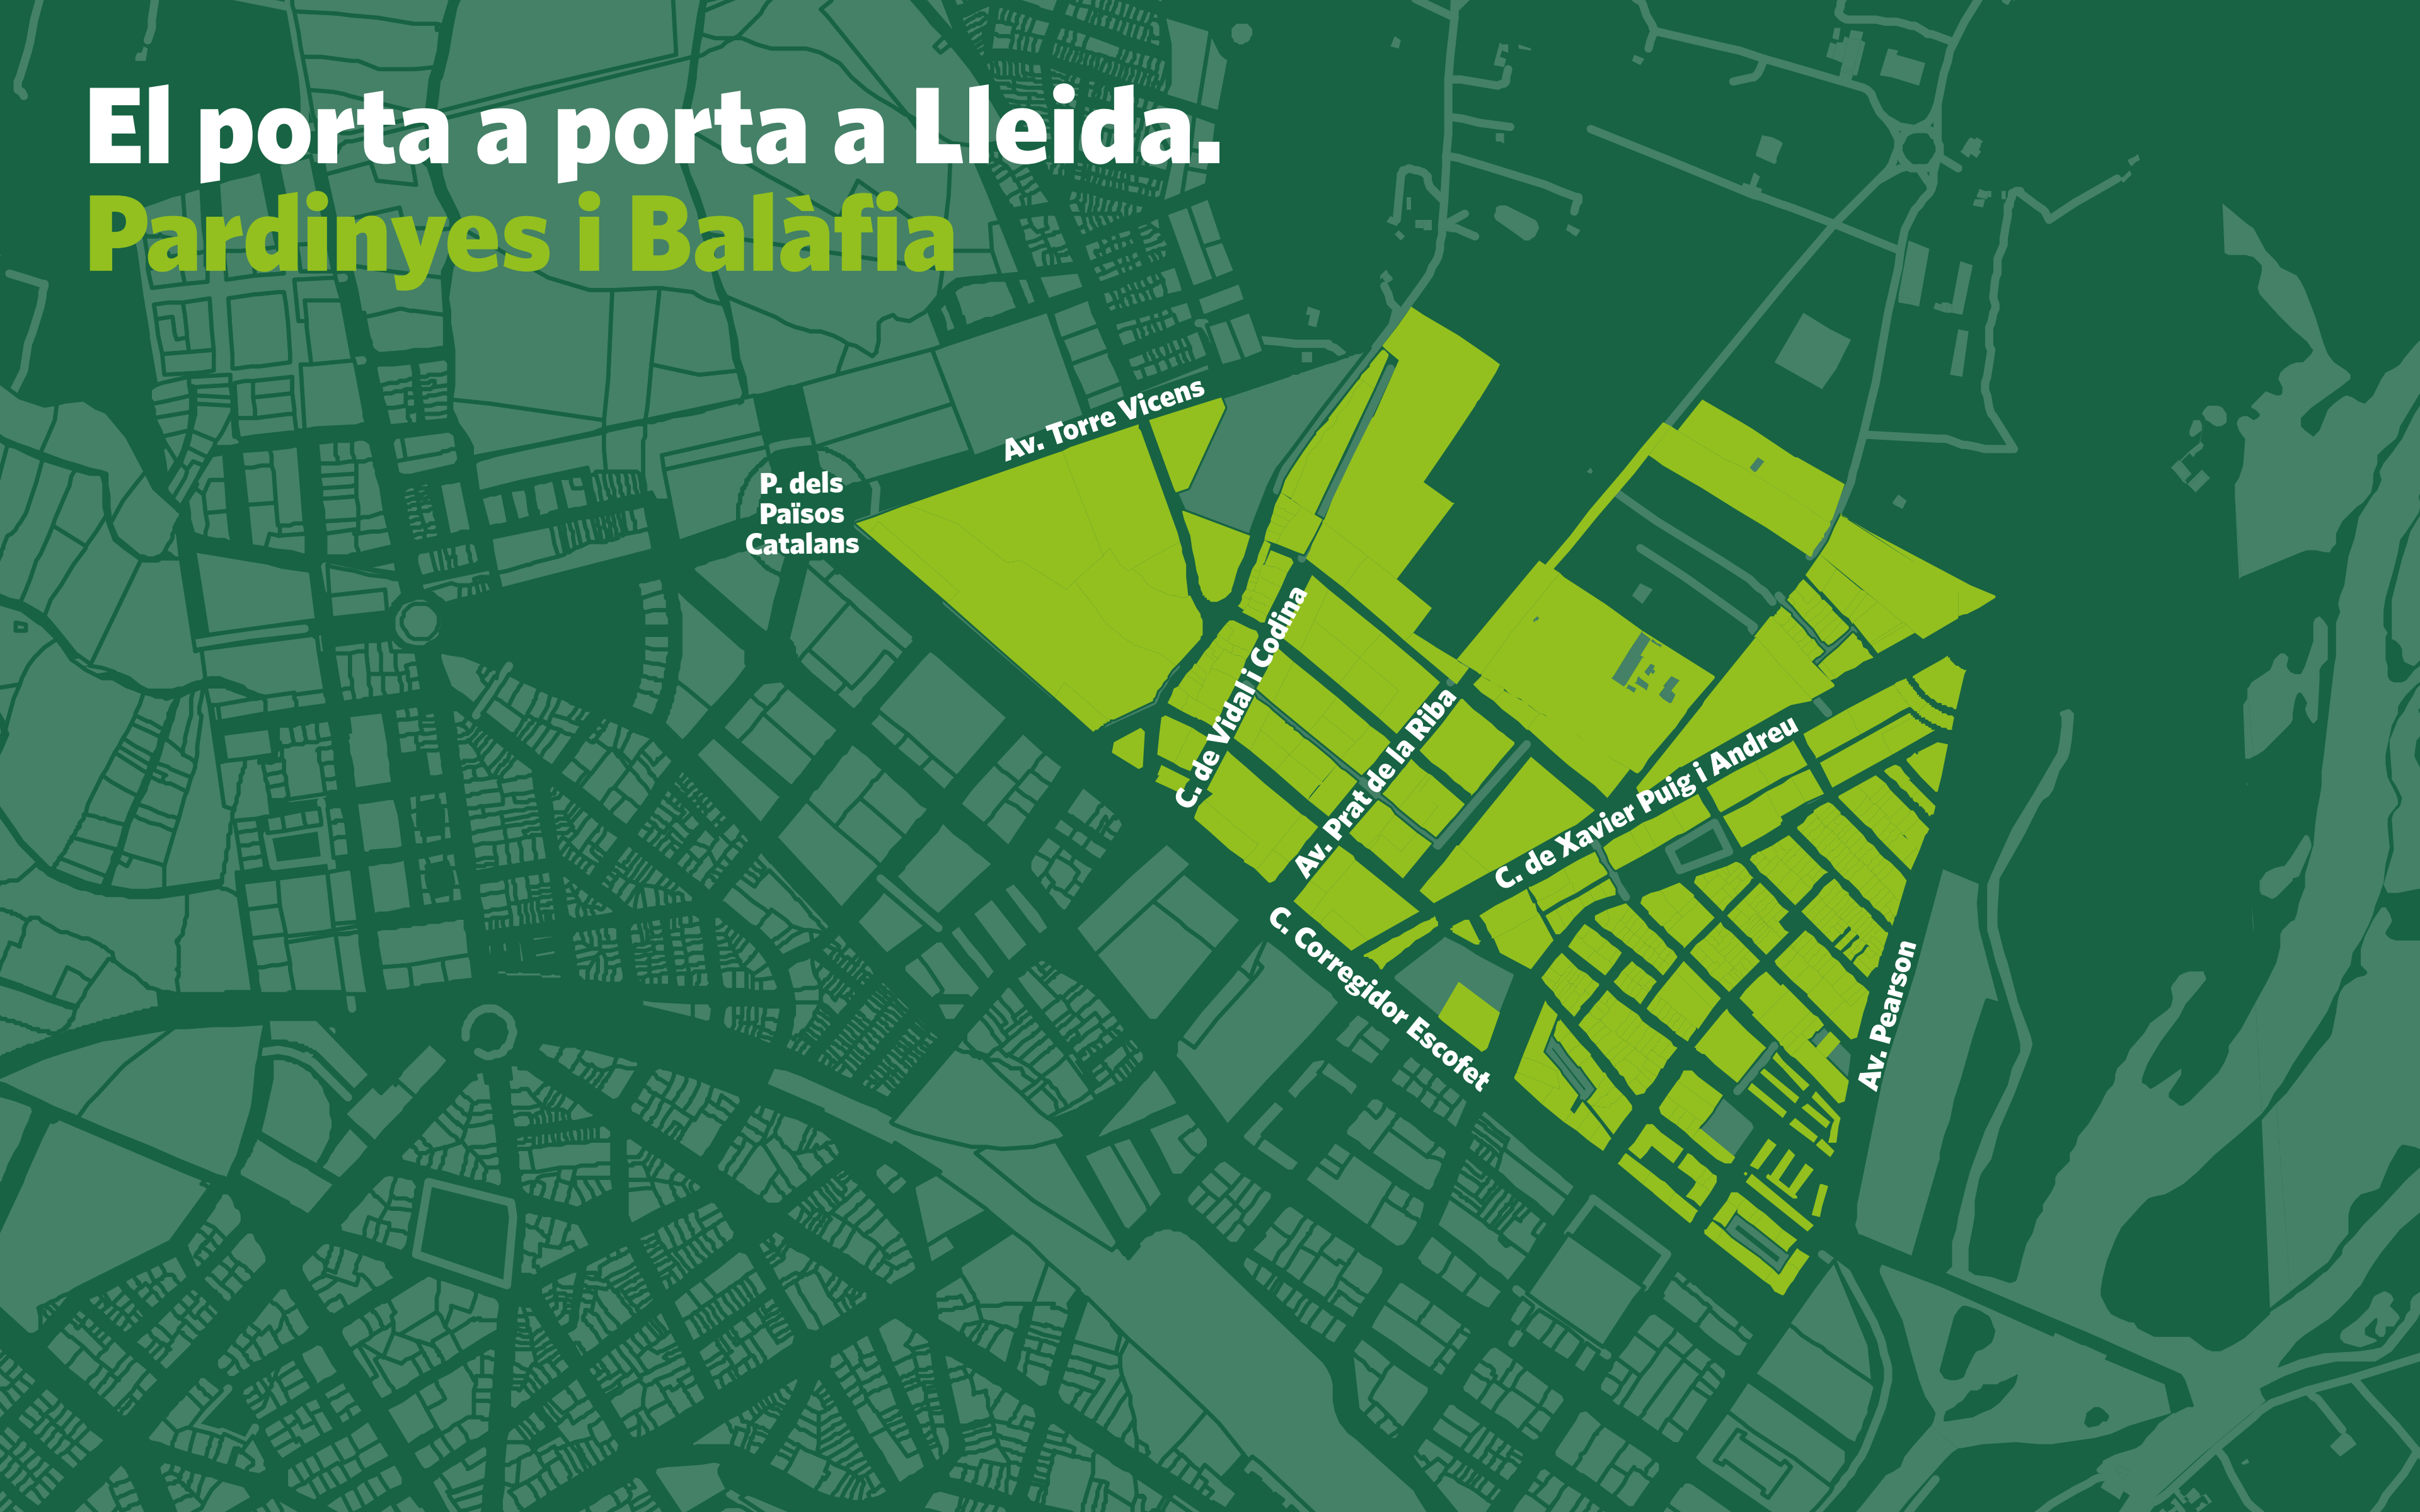 El porta a porta a Lleida.
Pardinyes i Balàfia
Av. Torre Vicens
P. dels
Països
Catalans
C. de Vidal i Codina
Av. Prat de la Riba
C. de Xavier Puig i Andreu
C. Corregidor Escofet
Av. Pearson